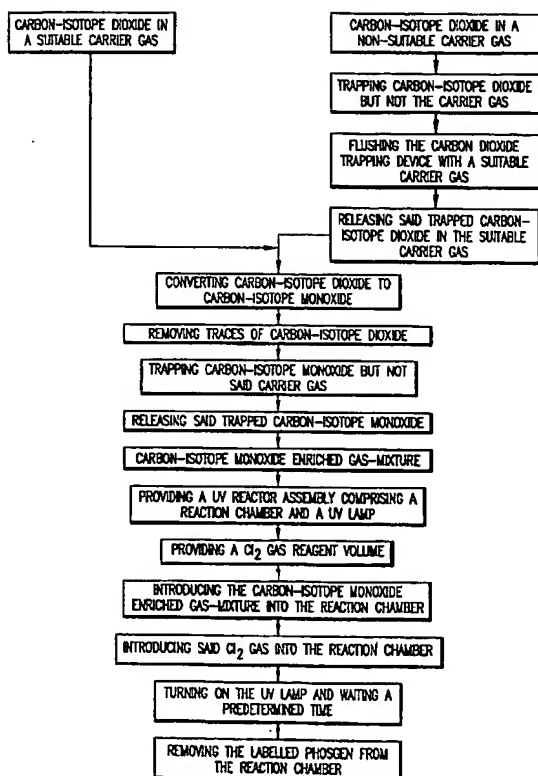 CARBON-ISOTOPE DIOXIDE IN
A SUITABLE CARRIER GAS
CARBON-ISOTOPE DIOXIDE IN A
NON-SUITABLE CARRIER GAS
TRAPPING CARBON-ISOTOPE DIOXIDE
BUT NOT THE CARRIER GAS
FLUSHING THE CARBON DIOXIDE
TRAPPING DEVICE WITH A SUITABLE
CARRIER GAS
RELEASING SAID TRAPPED CARBON-
ISOTOPE DIOXIDE IN THE SUITABLE
CARRIER GAS
CONVERTING CARBON-ISOTOPE DIOXIDE TO
CARBON-ISOTOPE MONOXIDE
REMOVING TRACES OF CARBON-ISOTOPE DIOXIDE
TRAPPING CARBON-ISOTOPE MONOXIDE BUT NOT
SAID CARRIER GAS
RELEASING SAID TRAPPED CARBON-ISOTOPE MONOXIDE
CARBON-ISOTOPE MONOXIDE ENRICHED GAS-MIXTURE
PROVIDING A UV REACTOR ASSEMBLY COMPRISING A
REACTION CHAMBER AND A UV LAMP
PROVIDING A Cl₂ GAS REAGENT VOLUME
INTRODUCING THE CARBON-ISOTOPE MONOXIDE
ENRICHED GAS-MIXTURE INTO THE REACTION CHAMBER
INTRODUCING SAID Cl₂ GAS INTO THE REACTION CHAMBER
TURNING ON THE UV LAMP AND WAITING A
PREDETERMINED TIME
REMOVING THE LABELLED PHOSGEN FROM
THE REACTION CHAMBER